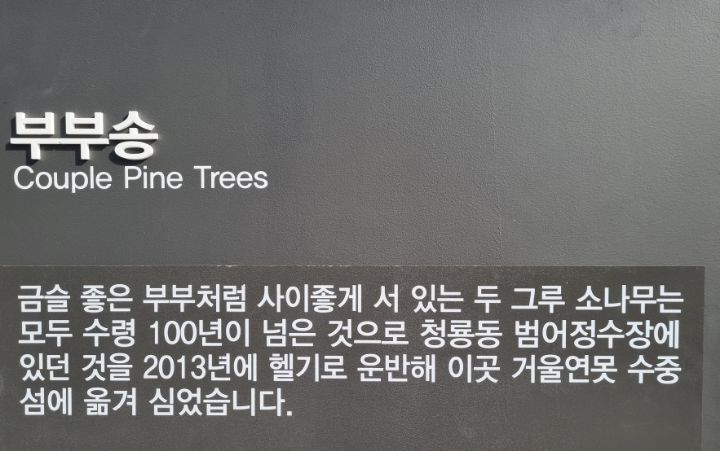 부부송
Couple Pine Trees
금슬 좋은 부부처럼 사이좋게 서 있는 두 그루 소나무는
모두 수령 100년이 넘은 것으로 청룡동 범어정수장에
있던 것을 2013년에 헬기로 운반해 이곳 거울연못 수중
섬에 옮겨 심었습니다.